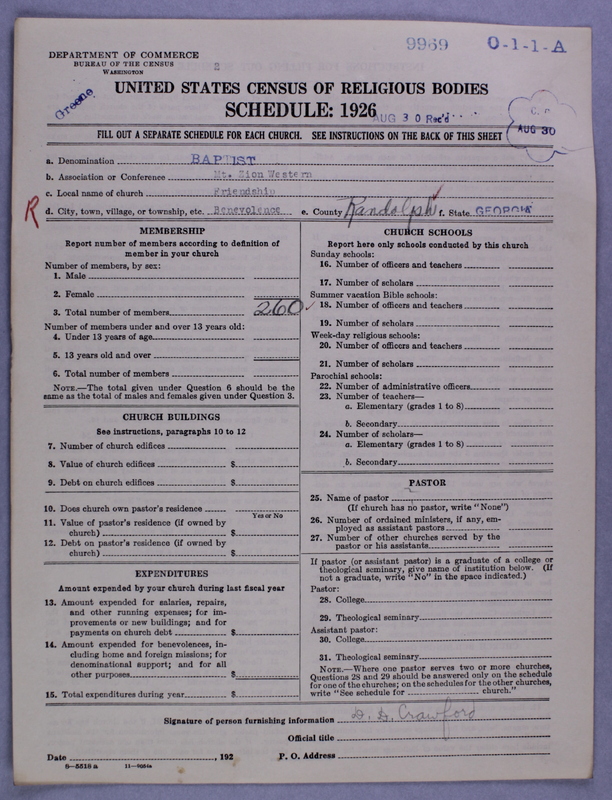 DEPARTMENT OF COMMERCE
BUREAU OF THE CENSUS
WASHINGTON
9969 0-1-1-A
2
Greene
UNITED STATES CENSUS OF RELIGIOUS BODIES
SCHEDULE: 1926
AUG 30 Rec'd
AUG 30
FILL OUT A SEPARATE SCHEDULE FOR EACH CHURCH. SEE INSTRUCTIONS ON THE BACK OF THIS SHEET
a. Denomination BAPTIST
b. Association or Conference Mt. Zion Western
c. Local name of church Friendship
R
d. City, town, village, or township, etc. Benevolence e. County Randolph f. State GEORGIA
MEMBERSHIP
Report number of members according to definition of
member in your church
Number of members, by sex:
1. Male
2. Female
3. Total number of members 260
Number of members under and over 13 years old:
4. Under 13 years of age
5. 13 years old and over
6. Total number of members
NOTE.—The total given under Question 6 should be the
same as the total of males and females given under Question 3.
CHURCH BUILDINGS
See instructions, paragraphs 10 to 12
7. Number of church edifices
8. Value of church edifices $
9. Debt on church edifices $
10. Does church own pastor's residence
Yes or No
11. Value of pastor's residence (if owned by
church) $
12. Debt on pastor's residence (if owned by
church) $
EXPENDITURES
Amount expended by your church during last fiscal year
13. Amount expended for salaries, repairs,
and other running expenses; for im-
provements or new buildings; and for
payments on church debt $
14. Amount expended for benevolences, in-
cluding home and foreign missions; for
denominational support; and for all
other purposes $
15. Total expenditures during year $
CHURCH SCHOOLS
Report here only schools conducted by this church
Sunday schools:
16. Number of officers and teachers
17. Number of scholars
Summer vacation Bible schools:
18. Number of officers and teachers
19. Number of scholars
Week-day religious schools:
20. Number of officers and teachers
21. Number of scholars
Parochial schools:
22. Number of administrative officers
23. Number of teachers—
a. Elementary (grades 1 to 8)
b. Secondary
24. Number of scholars—
a. Elementary (grades 1 to 8)
b. Secondary
PASTOR
25. Name of pastor
(If church has no pastor, write "None")
26. Number of ordained ministers, if any, em-
ployed as assistant pastors
27. Number of other churches served by the
pastor or his assistants
If pastor (or assistant pastor) is a graduate of a college or
theological seminary, give name of institution below. (If
not a graduate, write "No" in the space indicated.)
Pastor:
28. College
29. Theological seminary
Assistant pastor:
30. College
31. Theological seminary
NOTE.—Where one pastor serves two or more churches,
Questions 28 and 29 should be answered only on the schedule
for one of the churches; on the schedules for the other churches,
write "See schedule for church."
Signature of person furnishing information D. D. Crawford
Official title
Date , 192 P. O. Address
8-5518 a 11-9034a